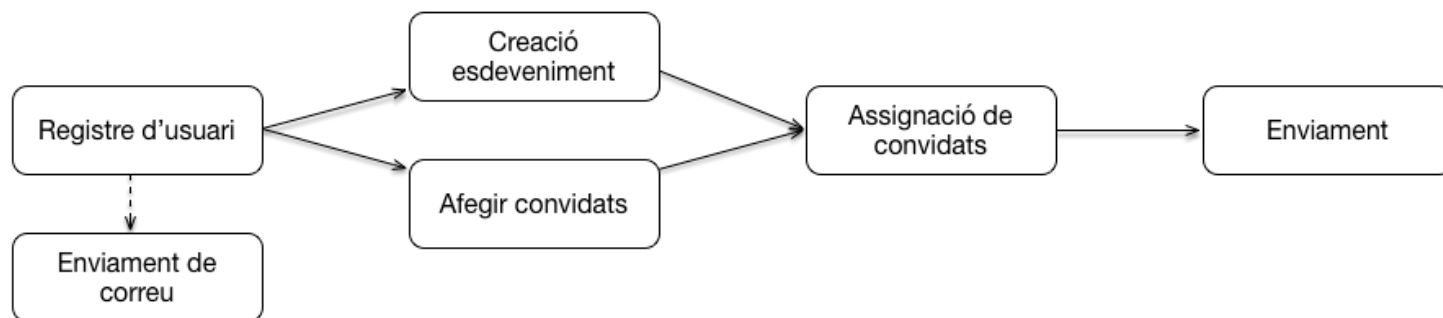 Registre d'usuari
Enviament de
correu
Creació
esdeveniment
Afegir convidats
Assignació de
convidats
Enviament